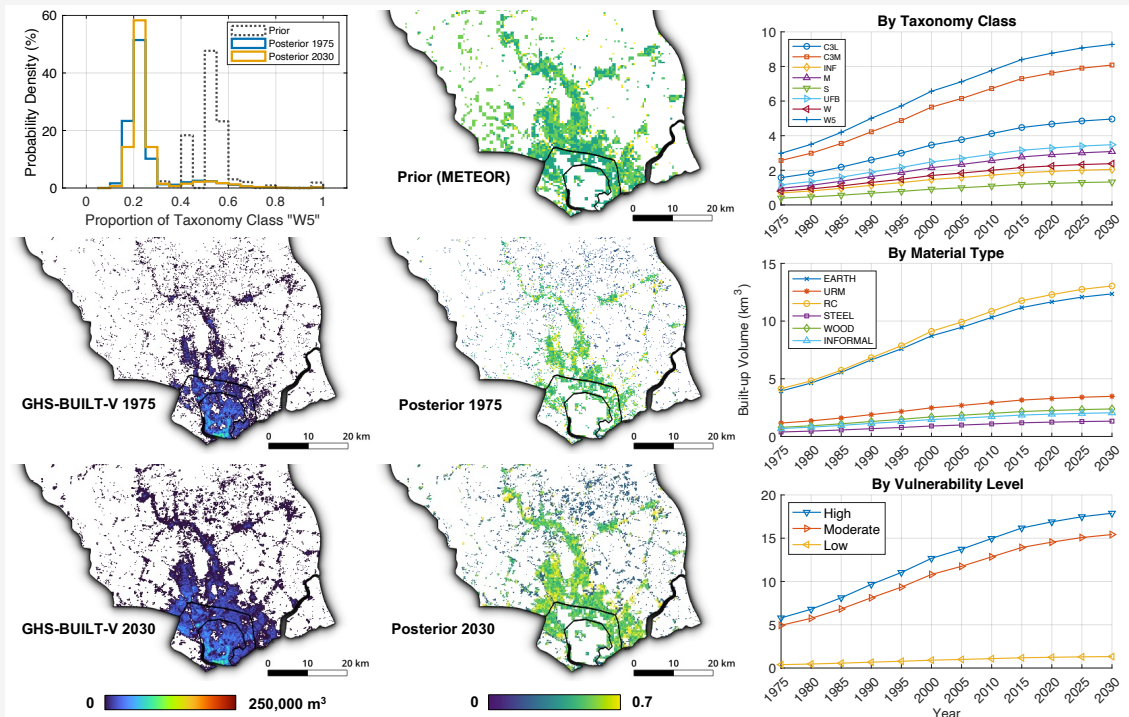 60
40
20
0
Probability Density (%)
Prior
Posterior 1975
Posterior 2030
0
0.2
0.4
0.6
0.8
1
Proportion of Taxonomy Class "W5"
Prior (METEOR)
0 10 20 km
GHS-BUILT-V 1975
0 10 20 km
Posterior 1975
0 10 20 km
GHS-BUILT-V 2030
0 10 20 km
Posterior 2030
0 10 20 km
0 250,000 m³
0 0.7
By Taxonomy Class
10
8
6
4
2
0
C3L
C3M
INF
M
S
UFB
W
W5
1975 1980 1985 1990 1995 2000 2005 2010 2015 2020 2025 2030
By Material Type
15
10
5
0
Built-up Volume (km³)
EARTH
URM
RC
STEEL
WOOD
INFORMAL
1975 1980 1985 1990 1995 2000 2005 2010 2015 2020 2025 2030
By Vulnerability Level
20
15
10
5
0
High
Moderate
Low
1975 1980 1985 1990 1995 2000 2005 2010 2015 2020 2025 2030
Year